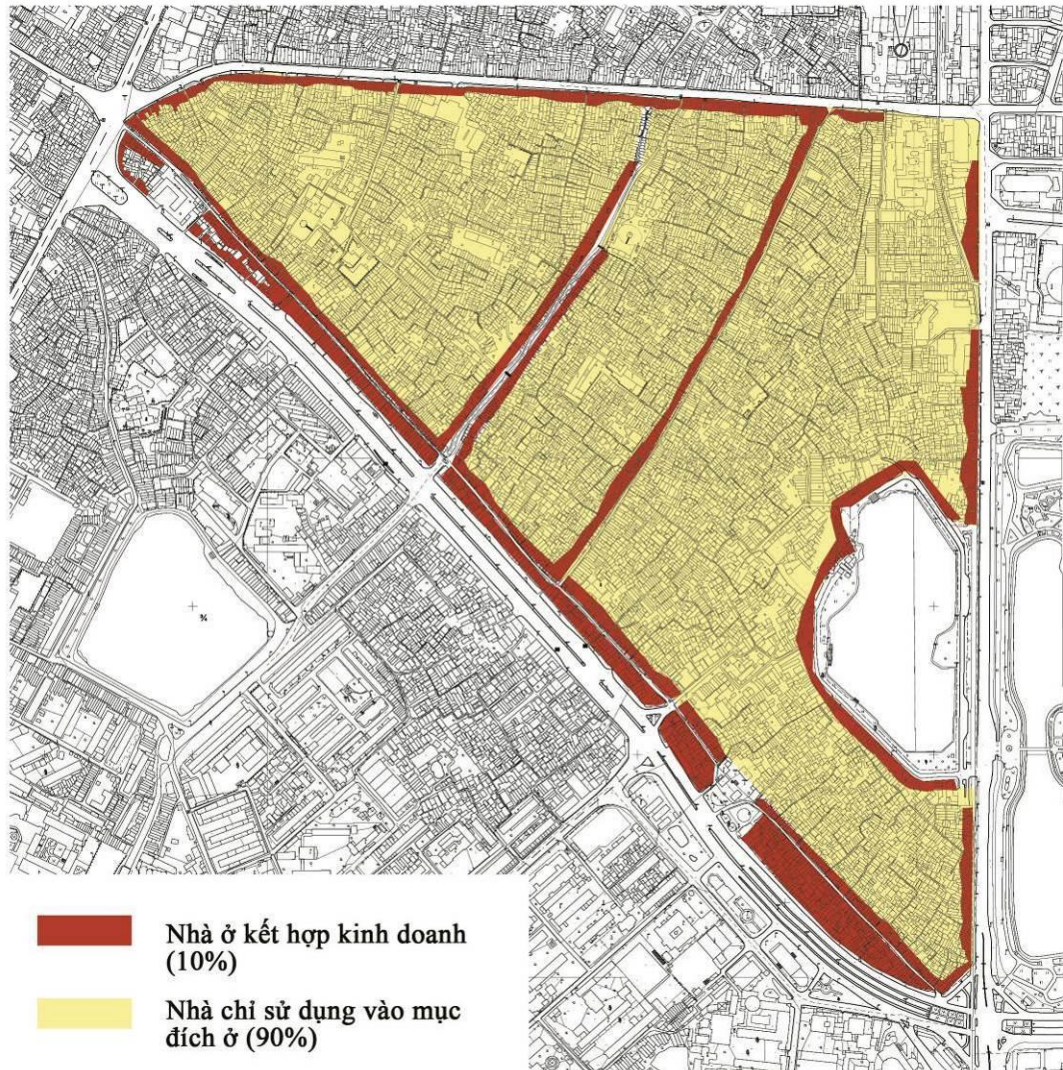 Nhà ở kết hợp kinh doanh
(10%)
Nhà chỉ sử dụng vào mục
đích ở (90%)